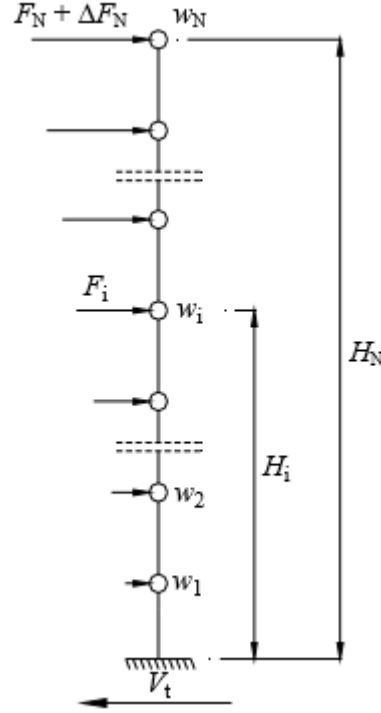 F_N + ΔF_N w_N
F_i w_i
H_N
H_i
w_2
w_1
V_t